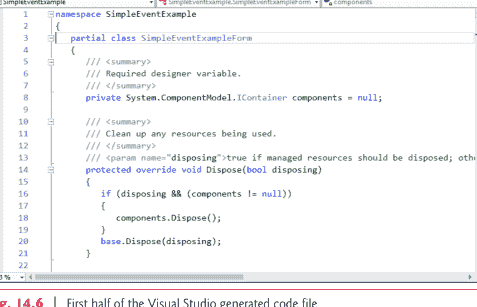 SimpleEventExample SimpleEventExample.SimpleEventExampleForm components
1 namespace SimpleEventExample
2 {
3 partial class SimpleEventExampleForm
4 {
5 /// <summary>
6 /// Required designer variable.
7 /// </summary>
8 private System.ComponentModel.IContainer components = null;
9
10 /// <summary>
11 /// Clean up any resources being used.
12 /// </summary>
13 /// <param name="disposing">true if managed resources should be disposed; othe
14 protected override void Dispose(bool disposing)
15 {
16 if (disposing && (components != null))
17 {
18 components.Dispose();
19 }
20 base.Dispose(disposing);
21 }
22
%
g. 14.6 | First half of the Visual Studio generated code file